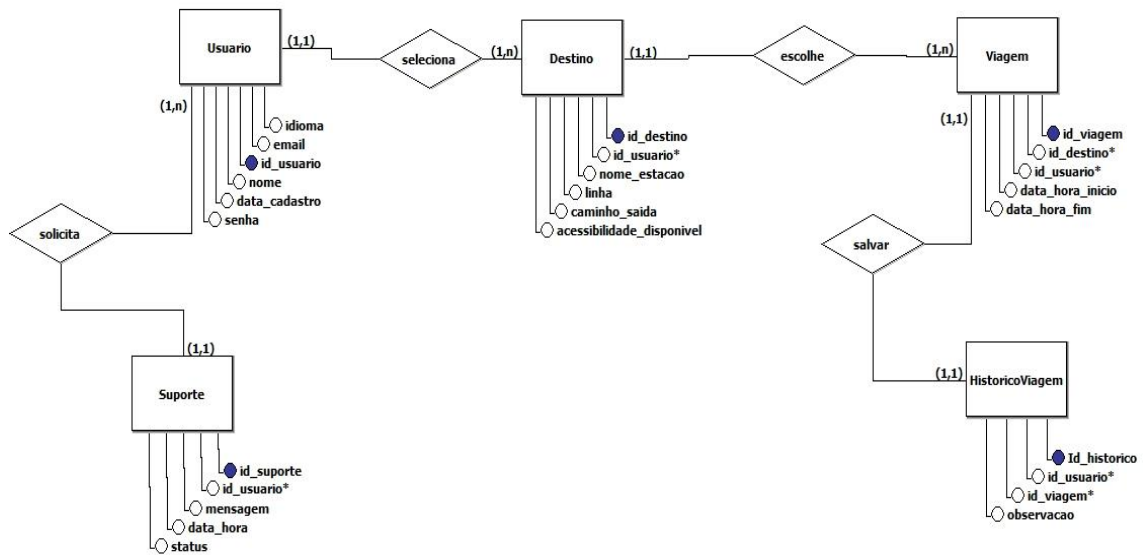 Usuario
(1,1)
seleciona
(1,n)
Destino
(1,1)
escolhe
(1,n)
Viagem
(1,n)
idioma
email
id_usuario
nome
data_cadastro
senha
id_destino
id_usuario*
nome_estacao
linha
caminho_saida
acessibilidade_disponivel
(1,1)
id_viagem
id_destino*
id_usuario*
data_hora_inicio
data_hora_fim
solicita
salvar
(1,1)
Suporte
id_suporte
id_usuario*
mensagem
data_hora
status
(1,1)
HistoricoViagem
Id_historico
id_usuario*
id_viagem*
observacao